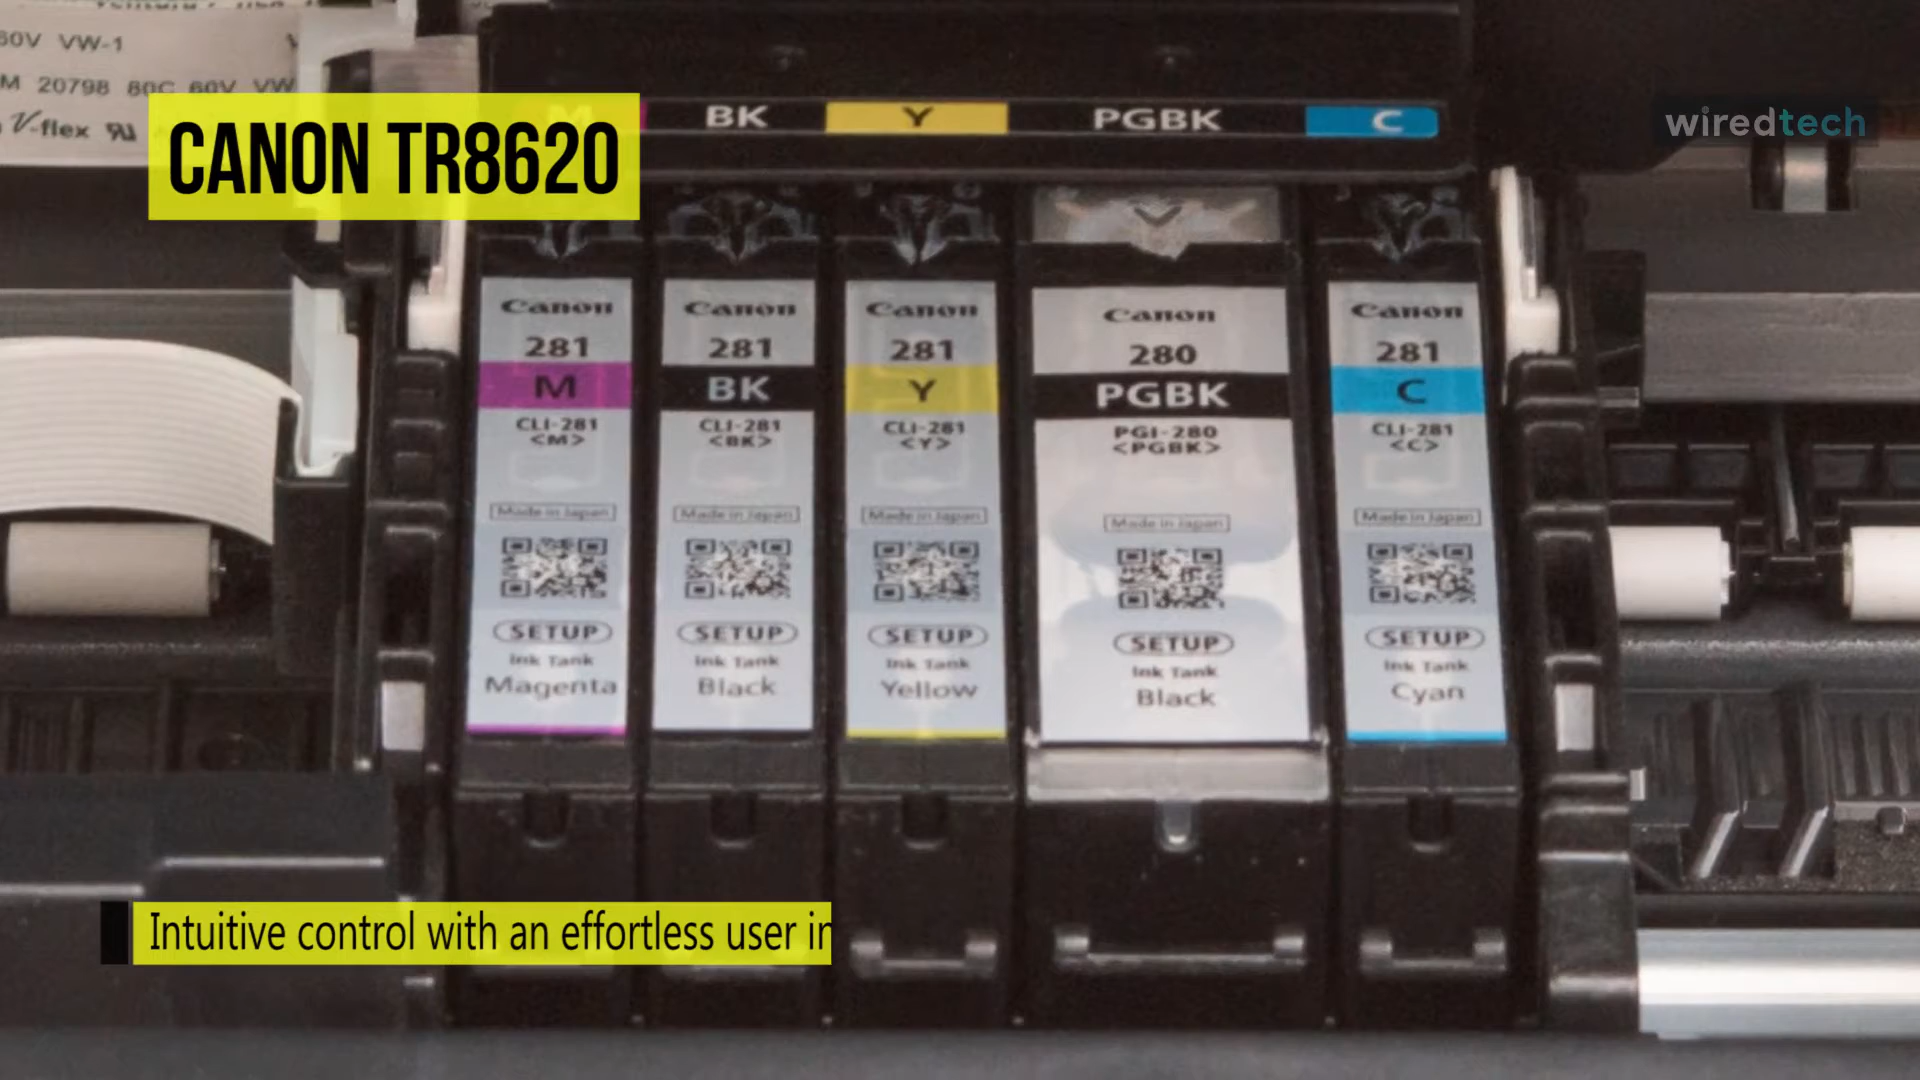 60V VW-1
M 20798 80C 60V VW
V-flex
CANON TR8620
M BK Y PGBK C
wiredtech
Canon
281
M
CLI-281
<M>
Made in Japan
SETUP
Ink Tank
Magenta
Canon
281
BK
CLI-281
<BK>
Made in Japan
SETUP
Ink Tank
Black
Canon
281
Y
CLI-281
<Y>
Made in Japan
SETUP
Ink Tank
Yellow
Canon
280
PGBK
PGI-280
<PGBK>
Made in Japan
SETUP
Ink Tank
Black
Canon
281
C
CLI-281
<C>
Made in Japan
SETUP
Ink Tank
Cyan
Intuitive control with an effortless user in